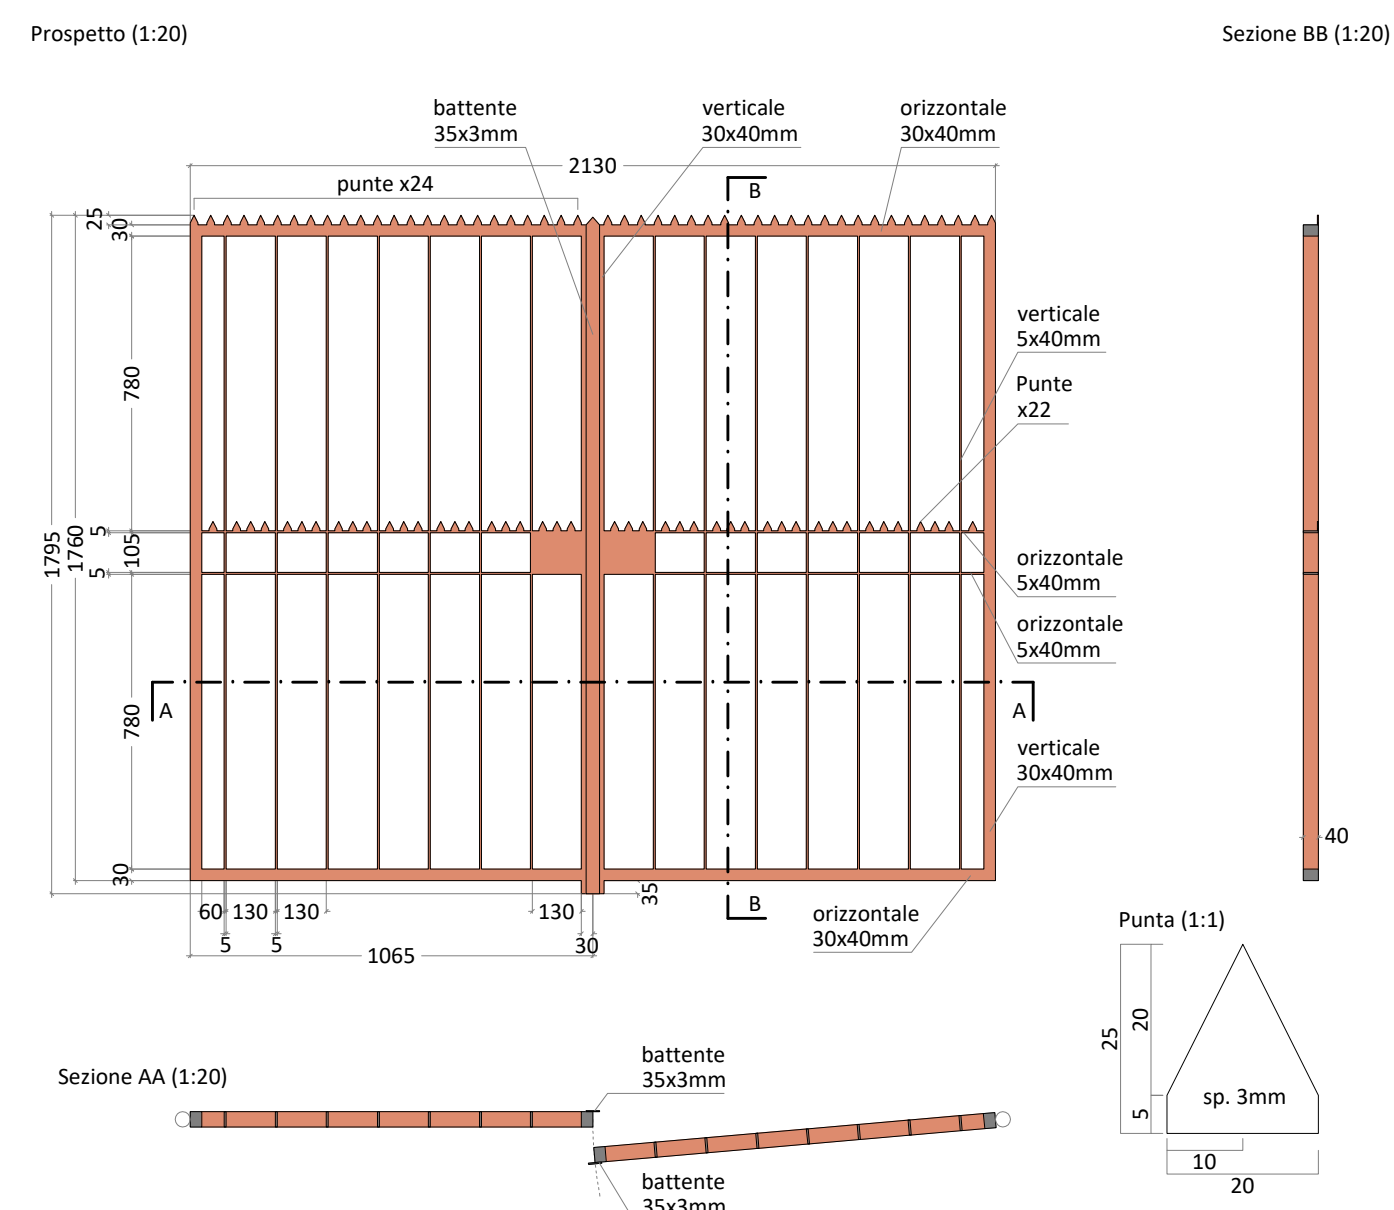 Prospetto (1:20)
Sezione BB (1:20)
battente
35x3mm
verticale
30x40mm
orizzontale
30x40mm
2130
punte x24
B
25
30
verticale
5x40mm
Punte
x22
780
1795
1760
5
105
5
orizzontale
5x40mm
orizzontale
5x40mm
A
A
780
verticale
30x40mm
40
30
35
B
60
130
130
130
5
5
30
1065
orizzontale
30x40mm
Punta (1:1)
25
20
5
sp. 3mm
10
20
Sezione AA (1:20)
battente
35x3mm
battente
35x3mm